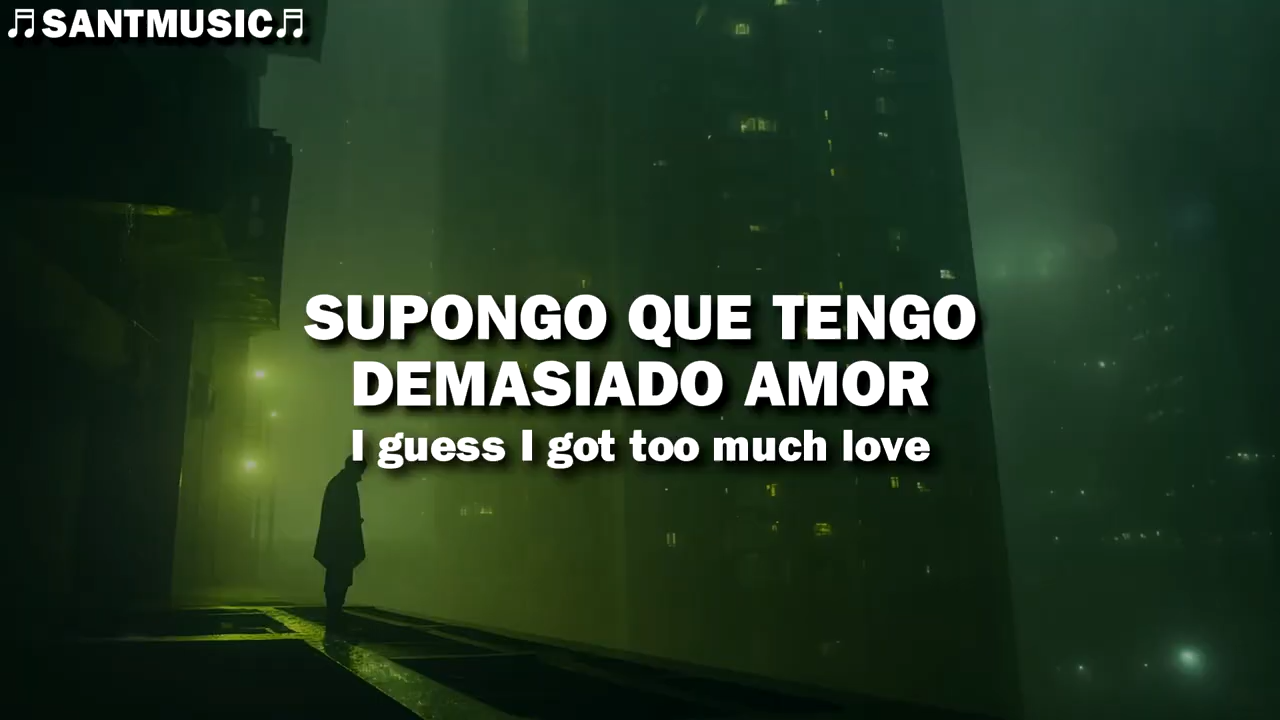 ♬SANTMUSIC♬
SUPONGO QUE TENGO
DEMASIADO AMOR
I guess I got too much love